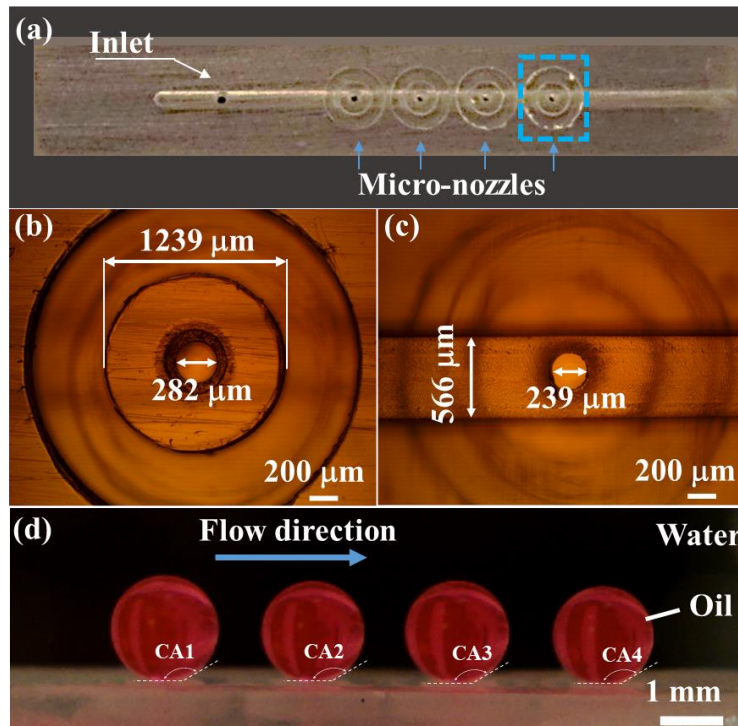 (a)
Inlet
Micro-nozzles
(b)
1239 μm
282 μm
200 μm
(c)
566 μm
239 μm
200 μm
(d)
Flow direction
Water
Oil
CA1
CA2
CA3
CA4
1 mm